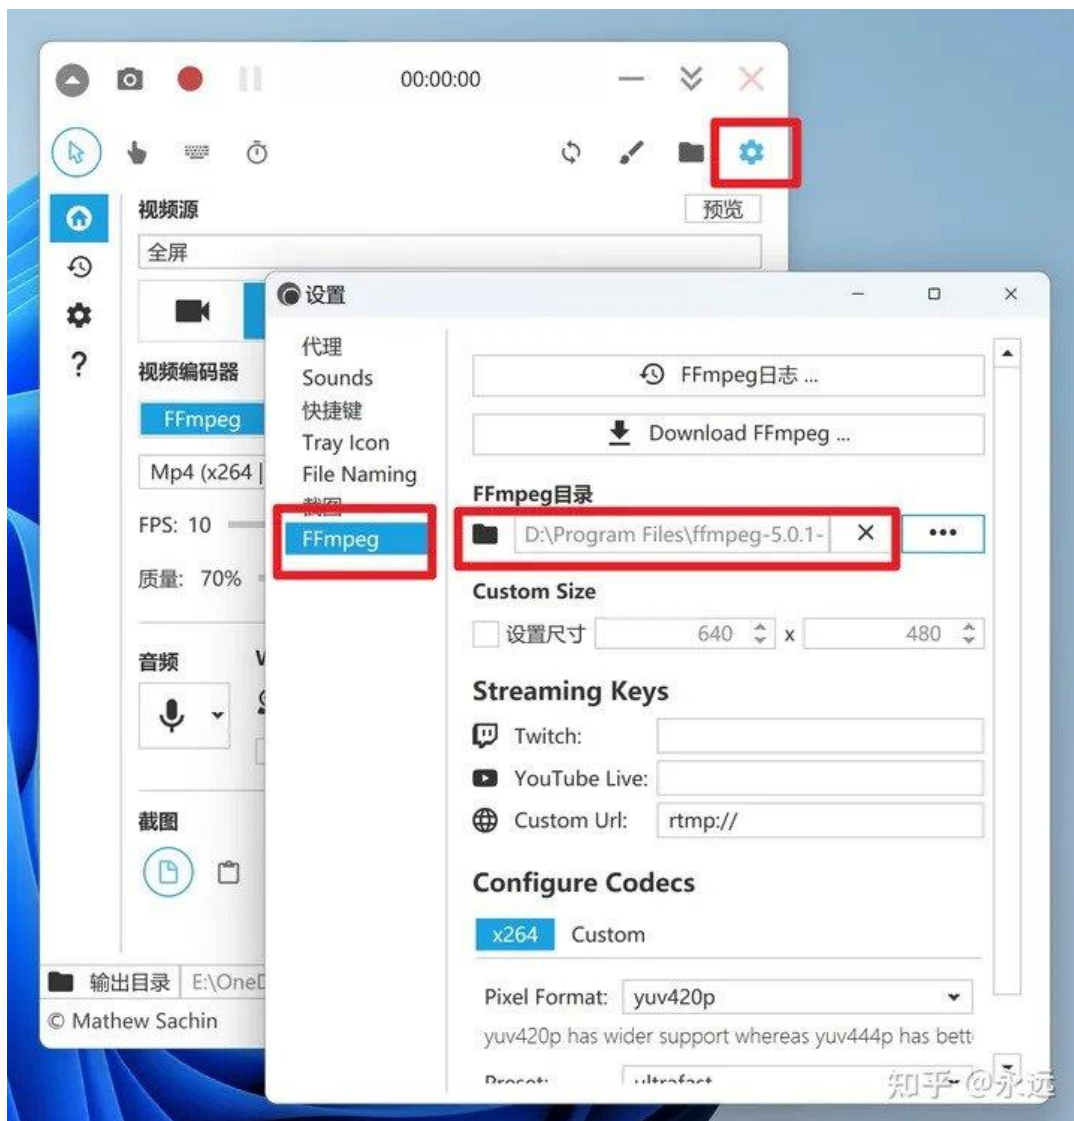 00:00:00
视频源
预览
全屏
设置
视频编码器
FFmpeg
Mp4 (x264 |
FPS: 10
质量: 70%
音频
截图
输出目录
E:\OneD
© Mathew Sachin
代理
Sounds
快捷键
Tray Icon
File Naming
截图
FFmpeg
FFmpeg日志 ...
Download FFmpeg ...
FFmpeg目录
D:\Program Files\ffmpeg-5.0.1-
Custom Size
设置尺寸 640 x 480
Streaming Keys
Twitch:
YouTube Live:
Custom Url: rtmp://
Configure Codecs
x264 Custom
Pixel Format: yuv420p
yuv420p has wider support whereas yuv444p has bett
Preset: ultrafast
知乎 @永远